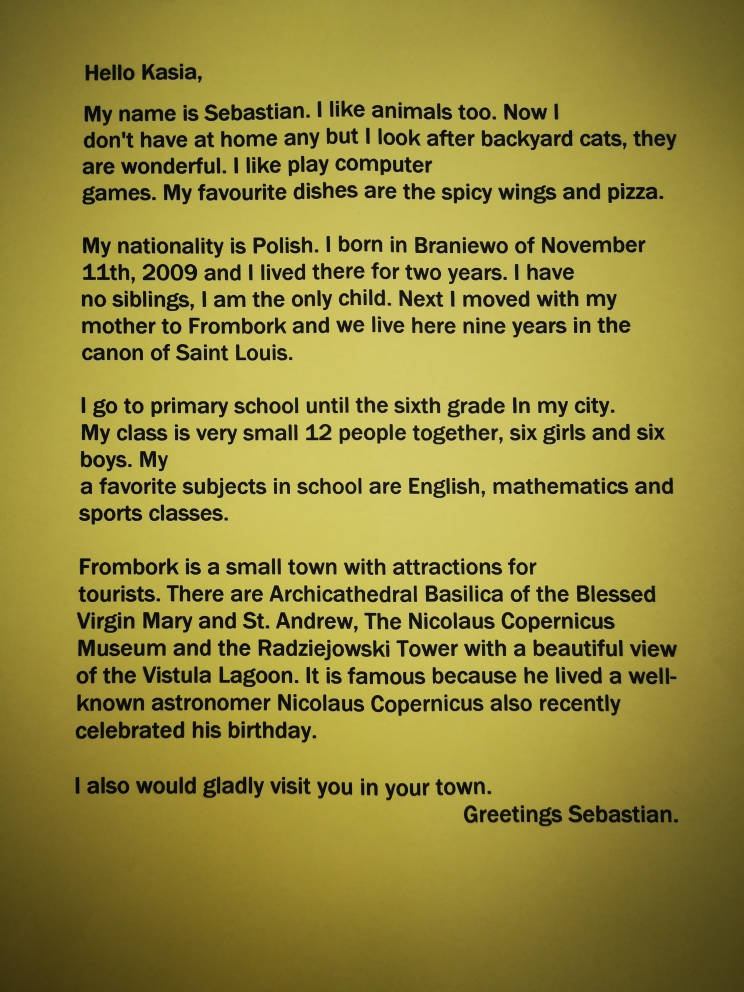 Hello Kasia,
My name is Sebastian. I like animals too. Now I
don't have at home any but I look after backyard cats, they
are wonderful. I like play computer
games. My favourite dishes are the spicy wings and pizza.
My nationality is Polish. I born in Braniewo of November
11th, 2009 and I lived there for two years. I have
no siblings, I am the only child. Next I moved with my
mother to Frombork and we live here nine years in the
canon of Saint Louis.
I go to primary school until the sixth grade In my city.
My class is very small 12 people together, six girls and six
boys. My
a favorite subjects in school are English, mathematics and
sports classes.
Frombork is a small town with attractions for
tourists. There are Archicathedral Basilica of the Blessed
Virgin Mary and St. Andrew, The Nicolaus Copernicus
Museum and the Radziejowski Tower with a beautiful view
of the Vistula Lagoon. It is famous because he lived a well-
known astronomer Nicolaus Copernicus also recently
celebrated his birthday.
I also would gladly visit you in your town.
Greetings Sebastian.